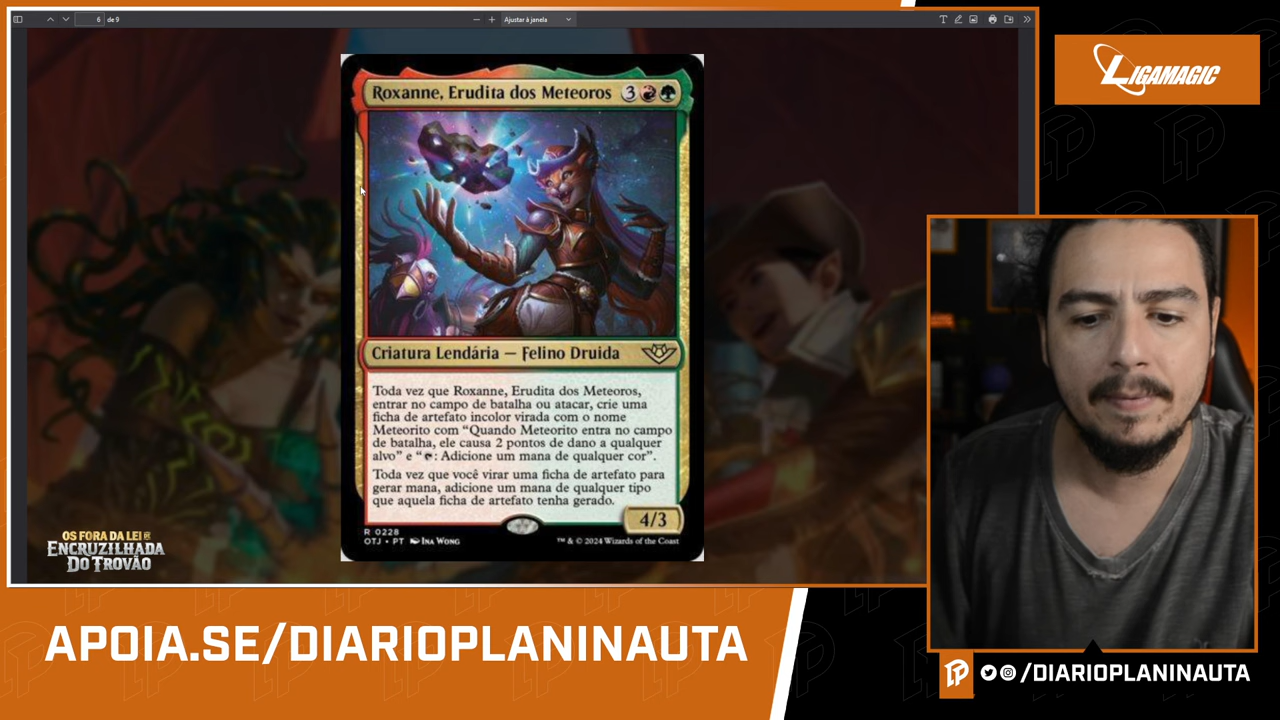 6 de 9
Ajustar à janela
LIGAMAGIC
Roxanne, Erudita dos Meteoros 3
Criatura Lendária — Felino Druida
Toda vez que Roxanne, Erudita dos Meteoros,
entrar no campo de batalha ou atacar, crie uma
ficha de artefato incolor virada com o nome
Meteorito com “Quando Meteorito entra no campo
de batalha, ele causa 2 pontos de dano a qualquer
alvo” e “: Adicione um mana de qualquer cor”.
Toda vez que você virar uma ficha de artefato para
gerar mana, adicione um mana de qualquer tipo
que aquela ficha de artefato tenha gerado.
4/3
R 0228
OTJ • PT Ina Wong
™ & © 2024 Wizards of the Coast
OS FORA DA LEI DE
ENCRUZILHADA
DO TROVÃO
APOIA.SE/DIARIOPLANINAUTA
/DIARIOPLANINAUTA